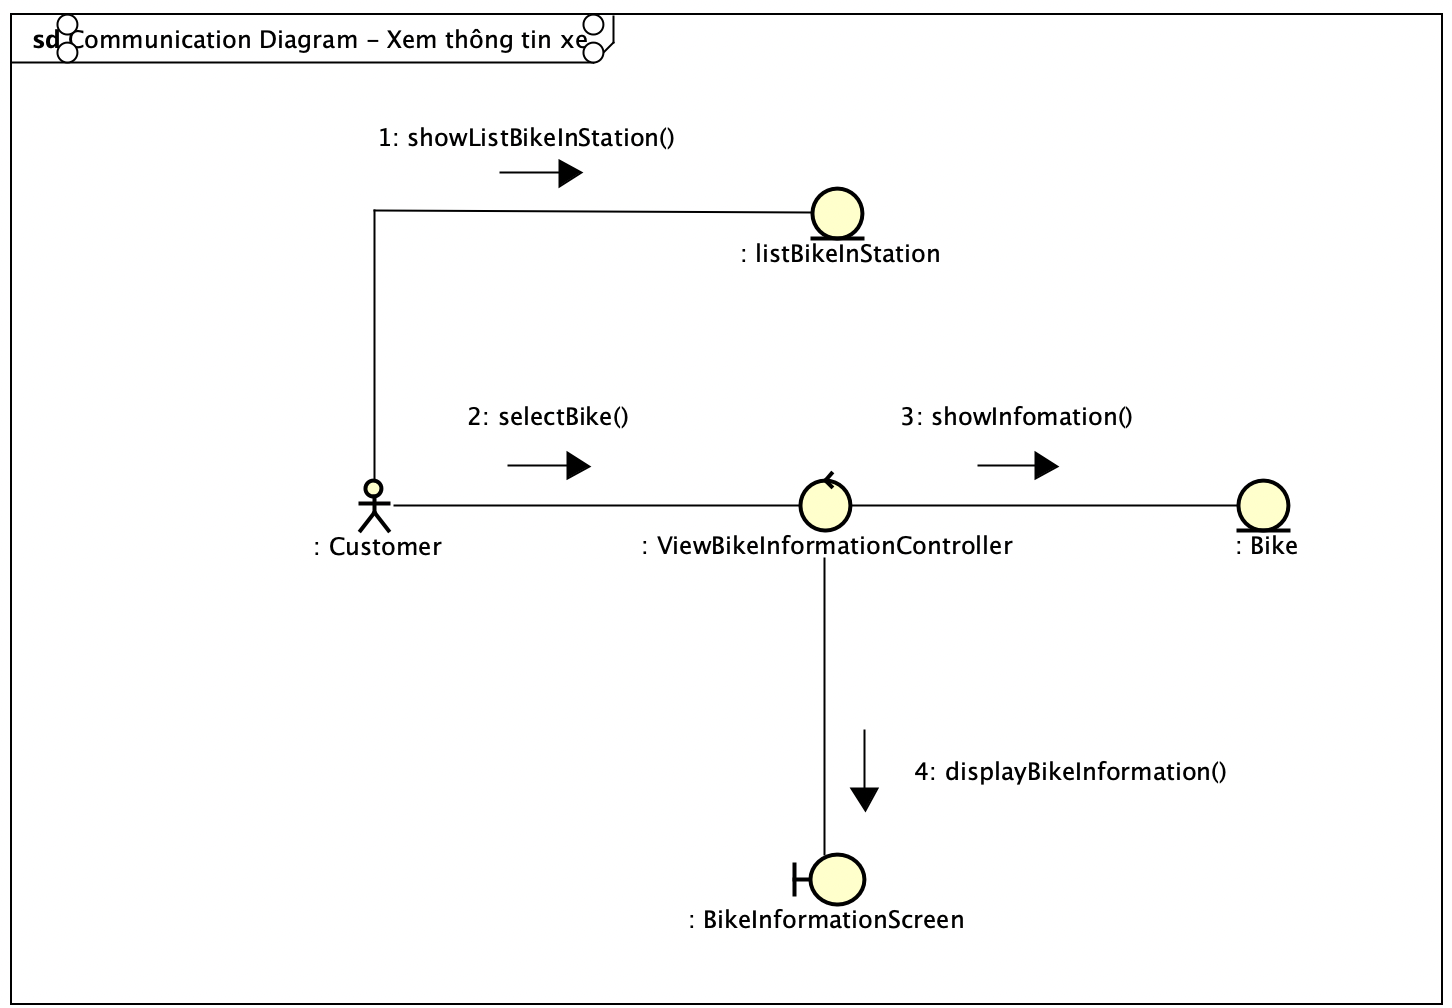 sd Communication Diagram - Xem thông tin xe
1: showListBikeInStation()
: listBikeInStation
2: selectBike()
3: showInfomation()
: Customer
: ViewBikeInformationController
: Bike
4: displayBikeInformation()
: BikeInformationScreen